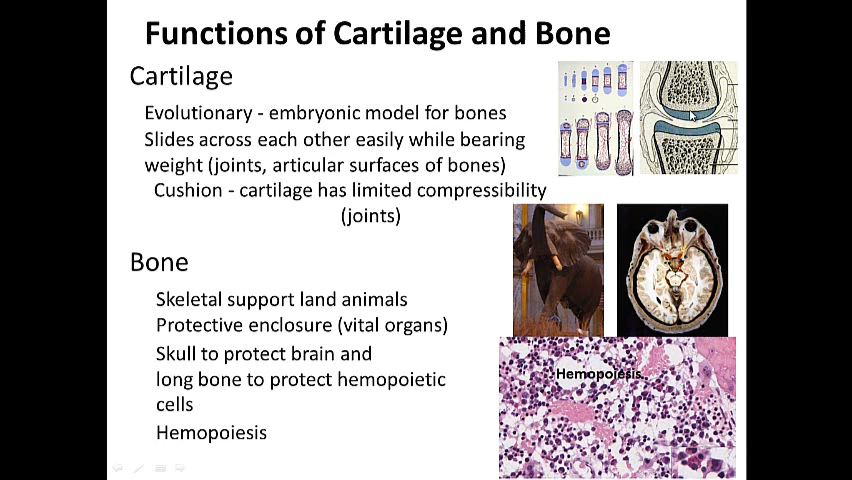 Functions of Cartilage and Bone
Cartilage
Evolutionary - embryonic model for bones
Slides across each other easily while bearing
weight (joints, articular surfaces of bones)
Cushion - cartilage has limited compressibility
(joints)
Bone
Skeletal support land animals
Protective enclosure (vital organs)
Skull to protect brain and
long bone to protect hemopoietic
cells
Hemopoiesis
Hemopoiesis